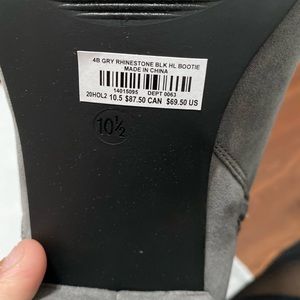 4B GRY RHINESTONE BLK HL BOOTIE
MADE IN CHINA
14015095 DEPT 0063
20HOL2 10.5 $87.50 CAN $69.50 US
10½